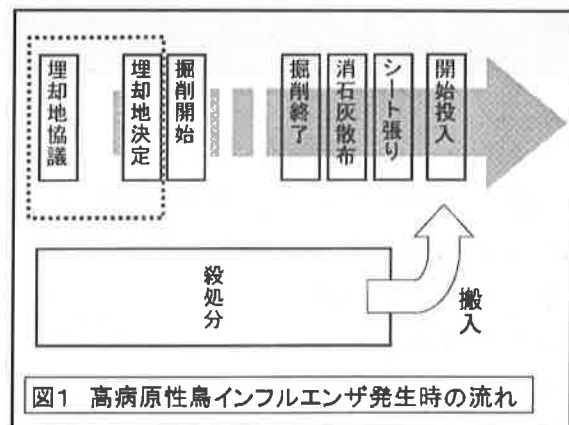 埋却地協議
埋却地決定
掘削開始
掘削終了
消石灰散布
シート張り
開始投入
殺処分
搬入
図1 高病原性鳥インフルエンザ発生時の流れ